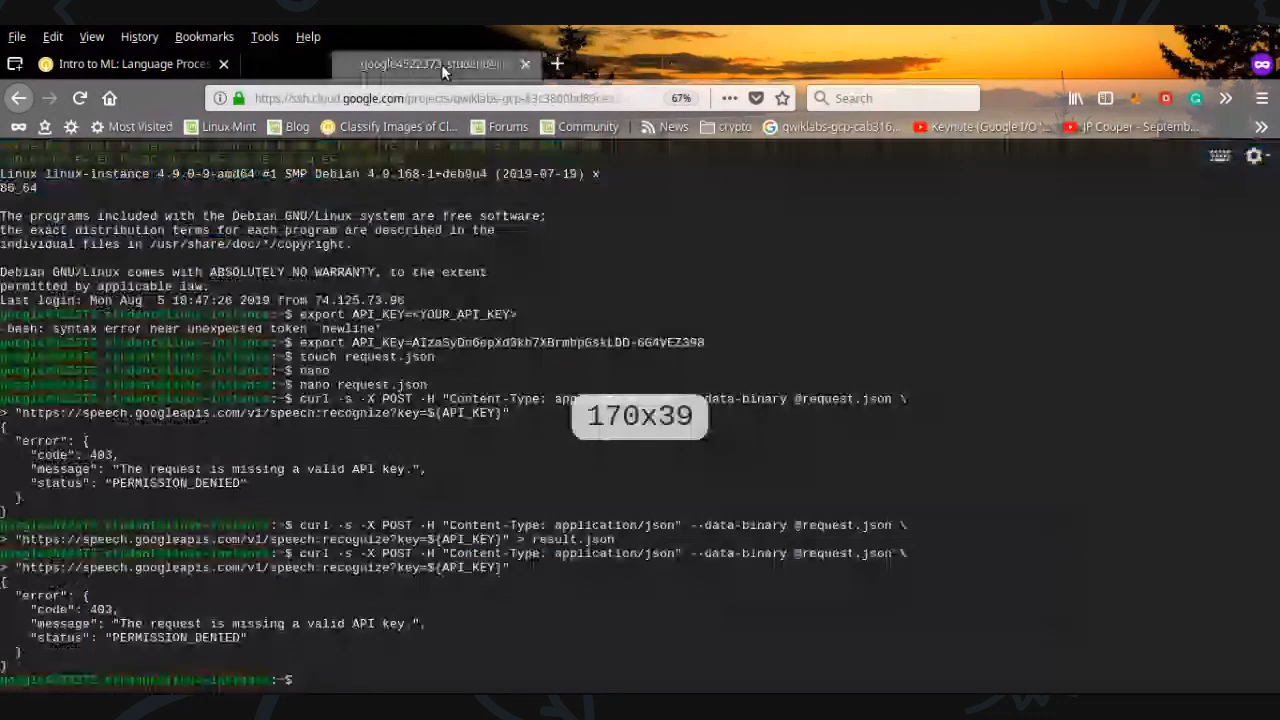 File Edit View History Bookmarks Tools Help
Intro to ML: Language Proces
https://ssh.cloud.google.com/projects/qwiklabs-gcp- 67% Search
Most Visited Linux Mint Blog Classify Images of Cl... Forums Community News crypto qwiklabs-gcp-cab316... Keynote (Google I/O '... JP Couper - Septemb...
Linux linux-instance 4.9.0-9-amd64 #1 SMP Debian 4.9.168-1+deb9u4 (2019-07-19) x
86_64
The programs included with the Debian GNU/Linux system are free software;
the exact distribution terms for each program are described in the
individual files in /usr/share/doc/*/copyright.
Debian GNU/Linux comes with ABSOLUTELY NO WARRANTY, to the extent
permitted by applicable law.
Last login: Mon Aug 5 18:47:26 2019 from 74.125.73.96
:~$ export API_KEY=<YOUR_API_KEY>
-bash: syntax error near unexpected token `newline'
:~$ export API_KEy=
:~$ touch request.json
:~$ nano
:~$ nano request.json
:~$ curl -s -X POST -H "Content-Type: app data-binary @request.json \
> "https://speech.googleapis.com/v1/speech:recognize?key=${API_KEY}"
170x39
{
"error": {
"code": 403,
"message": "The request is missing a valid API key.",
"status": "PERMISSION_DENIED"
}
}
:~$ curl -s -X POST -H "Content-Type: application/json" --data-binary @request.json \
> "https://speech.googleapis.com/v1/speech:recognize?key=${API_KEY}" > result.json
:~$ curl -s -X POST -H "Content-Type: application/json" --data-binary @request.json \
> "https://speech.googleapis.com/v1/speech:recognize?key=${API_KEY}"
{
"error": {
"code": 403,
"message": "The request is missing a valid API key.",
"status": "PERMISSION_DENIED"
}
}
:~$